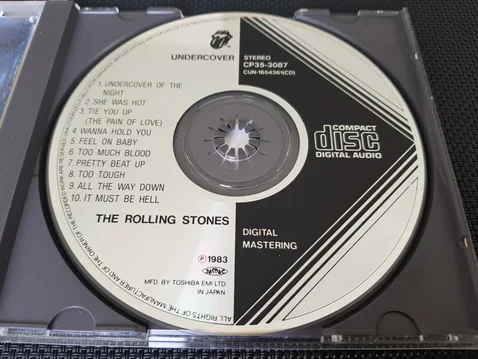 UNDERCOVER
STEREO
CP35-3087
CUN-1654361(CD)
1. UNDERCOVER OF THE
NIGHT
2. SHE WAS HOT
3. TIE YOU UP
(THE PAIN OF LOVE)
4. WANNA HOLD YOU
5. FEEL ON BABY
6. TOO MUCH BLOOD
7. PRETTY BEAT UP
8. TOO TOUGH
9. ALL THE WAY DOWN
10. IT MUST BE HELL
COMPACT
disc
DIGITAL AUDIO
THE ROLLING STONES
DIGITAL
MASTERING
℗1983
MFD. BY TOSHIBA EMI LTD
IN JAPAN.
ALL RIGHTS OF THE MANUFACTURER AND OF THE OWNER OF THE RECORDED WORK ARE RESERVED